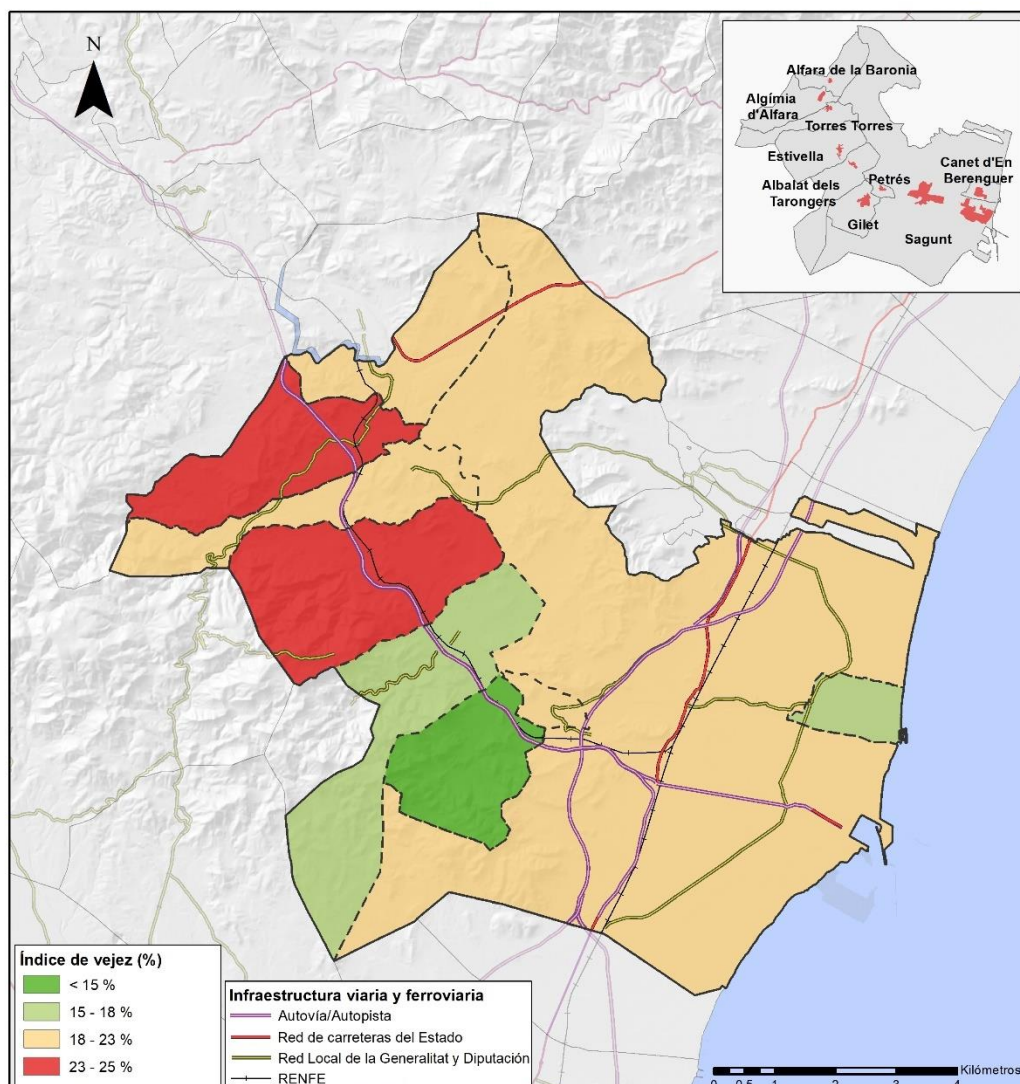 N
Alfara de la Baronia
Algímia
d'Alfara
Torres Torres
Estivella
Canet d'En
Berenguer
Petrés
Albalat dels
Tarongers
Gilet
Sagunt
Índice de vejez (%)
< 15 %
15 - 18 %
18 - 23 %
23 - 25 %
Infraestructura viaria y ferroviaria
Autovía/Autopista
Red de carreteras del Estado
Red Local de la Generalitat y Diputación
RENFE
Kilómetros
0 0,5 1 2 3 4